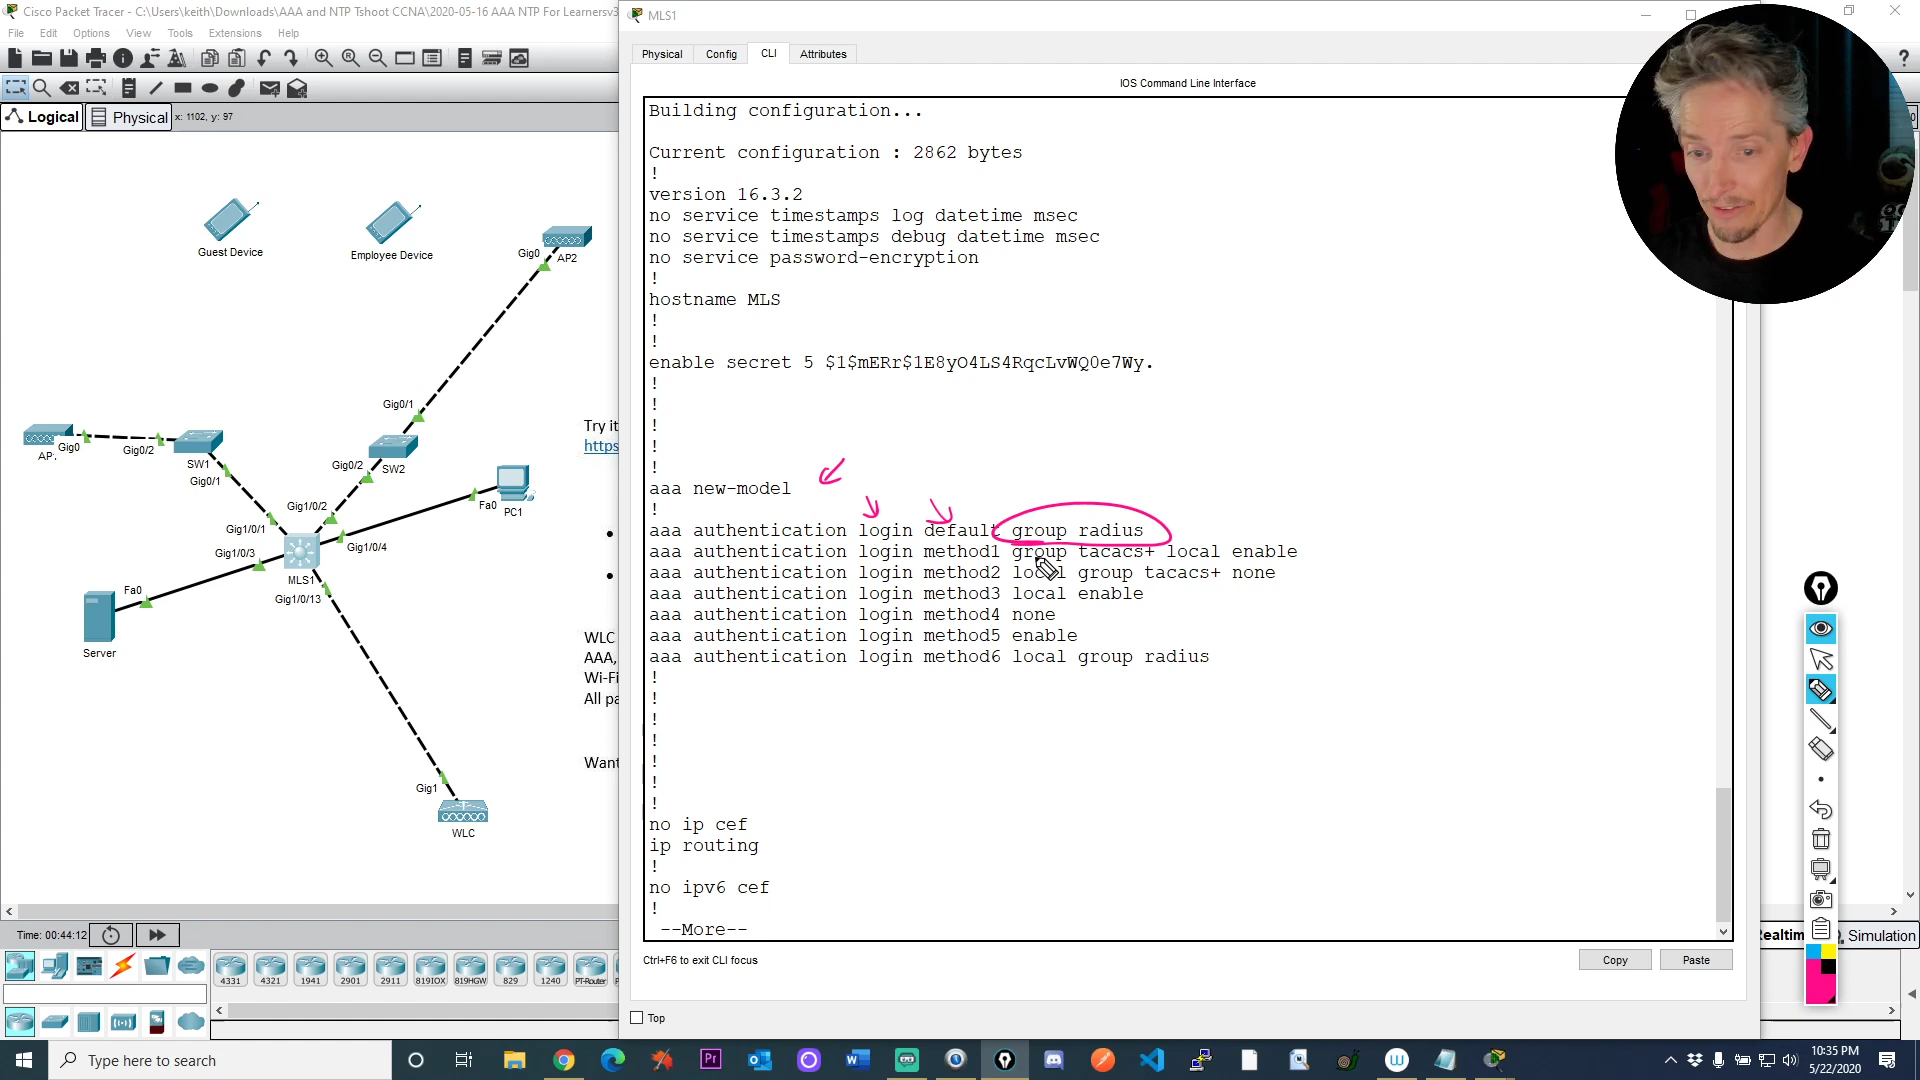 Cisco Packet Tracer - C:\Users\keith\Downloads\AAA and NTP Tshoot CCNA\2020-05-16 AAA NTP For Learnersv3
MLS1
File Edit Options View Tools Extensions Help
Physical Config CLI Attributes
IOS Command Line Interface
Logical Physical x: 1102, y: 97
Building configuration...
Current configuration : 2862 bytes
!
version 16.3.2
no service timestamps log datetime msec
no service timestamps debug datetime msec
no service password-encryption
!
hostname MLS
!
!
enable secret 5 $1$mERr$1E8yO4LS4RqcLvWQ0e7Wy.
!
!
!
!
!
aaa new-model
!
aaa authentication login default group radius
aaa authentication login method1 group tacacs+ local enable
aaa authentication login method2 local group tacacs+ none
aaa authentication login method3 local enable
aaa authentication login method4 none
aaa authentication login method5 enable
aaa authentication login method6 local group radius
!
!
!
!
!
!
!
no ip cef
ip routing
!
no ipv6 cef
!
--More--
Ctrl+F6 to exit CLI focus
Copy
Paste
Top
Guest Device
Employee Device
Gig0
AP2
Gig0/1
Gig0
AP
Gig0/2
SW1
Gig0/1
Gig0/2
SW2
Gig1/0/2
Fa0
PC1
Gig1/0/1
Gig1/0/3
Gig1/0/4
MLS1
Gig1/0/13
Fa0
Server
Gig1
WLC
Try it
https
WLC
AAA,
Wi-Fi
All pa
Want
Time: 00:44:12
Realtim
Simulation
4331 4321 1941 2901 2911 819IOX 819HGW 829 1240 PT-Router
Type here to search
10:35 PM
5/22/2020